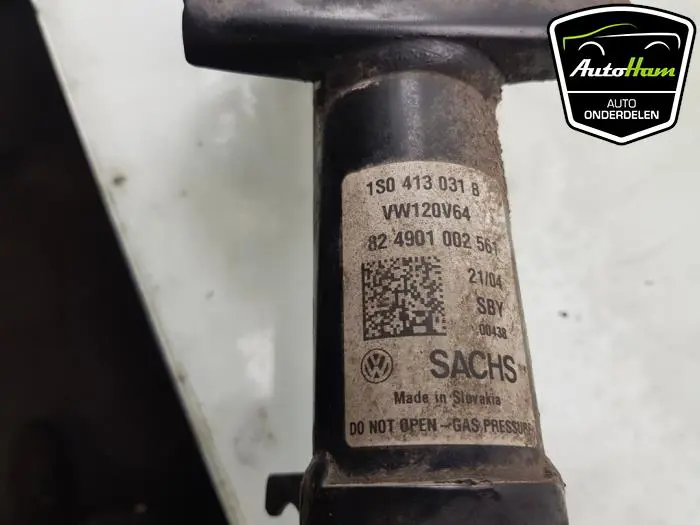 AutoHam
AUTO
ONDERDELEN
1S0 413 031 B
VW120V64
82 4901 002 561
21/04
SBY
00438
VW
SACHS
Made in Slovakia
DO NOT OPEN - GAS PRESSURE